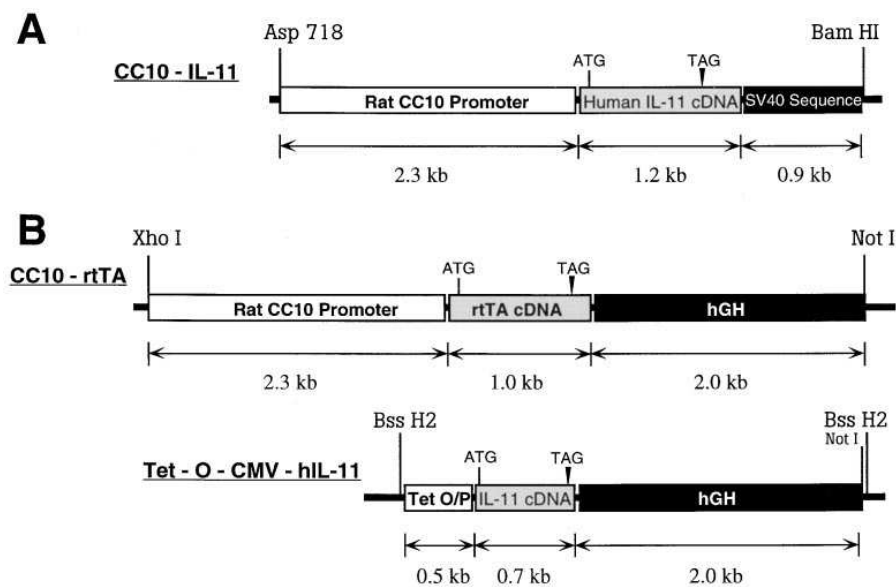 A
Asp 718 Bam HI
ATG TAG
CC10 - IL-11
Rat CC10 Promoter Human IL-11 cDNA SV40 Sequence
2.3 kb 1.2 kb 0.9 kb
B
Xho I Not I
CC10 - rtTA
ATG TAG
Rat CC10 Promoter rtTA cDNA hGH
2.3 kb 1.0 kb 2.0 kb
Bss H2 Bss H2
Not I
Tet - O - CMV - hIL-11
ATG TAG
Tet O/P IL-11 cDNA hGH
0.5 kb 0.7 kb 2.0 kb